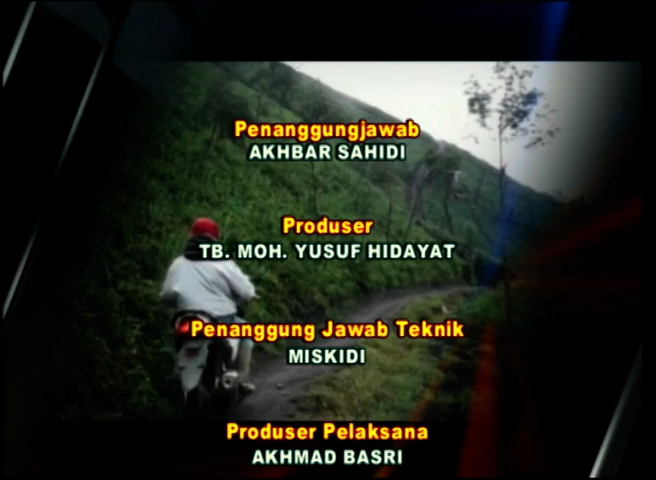 Penanggungjawab
AKHBAR SAHIDI
Produser
TB. MOH. YUSUF HIDAYAT
Penanggung Jawab Teknik
MISKIDI
Produser Pelaksana
AKHMAD BASRI